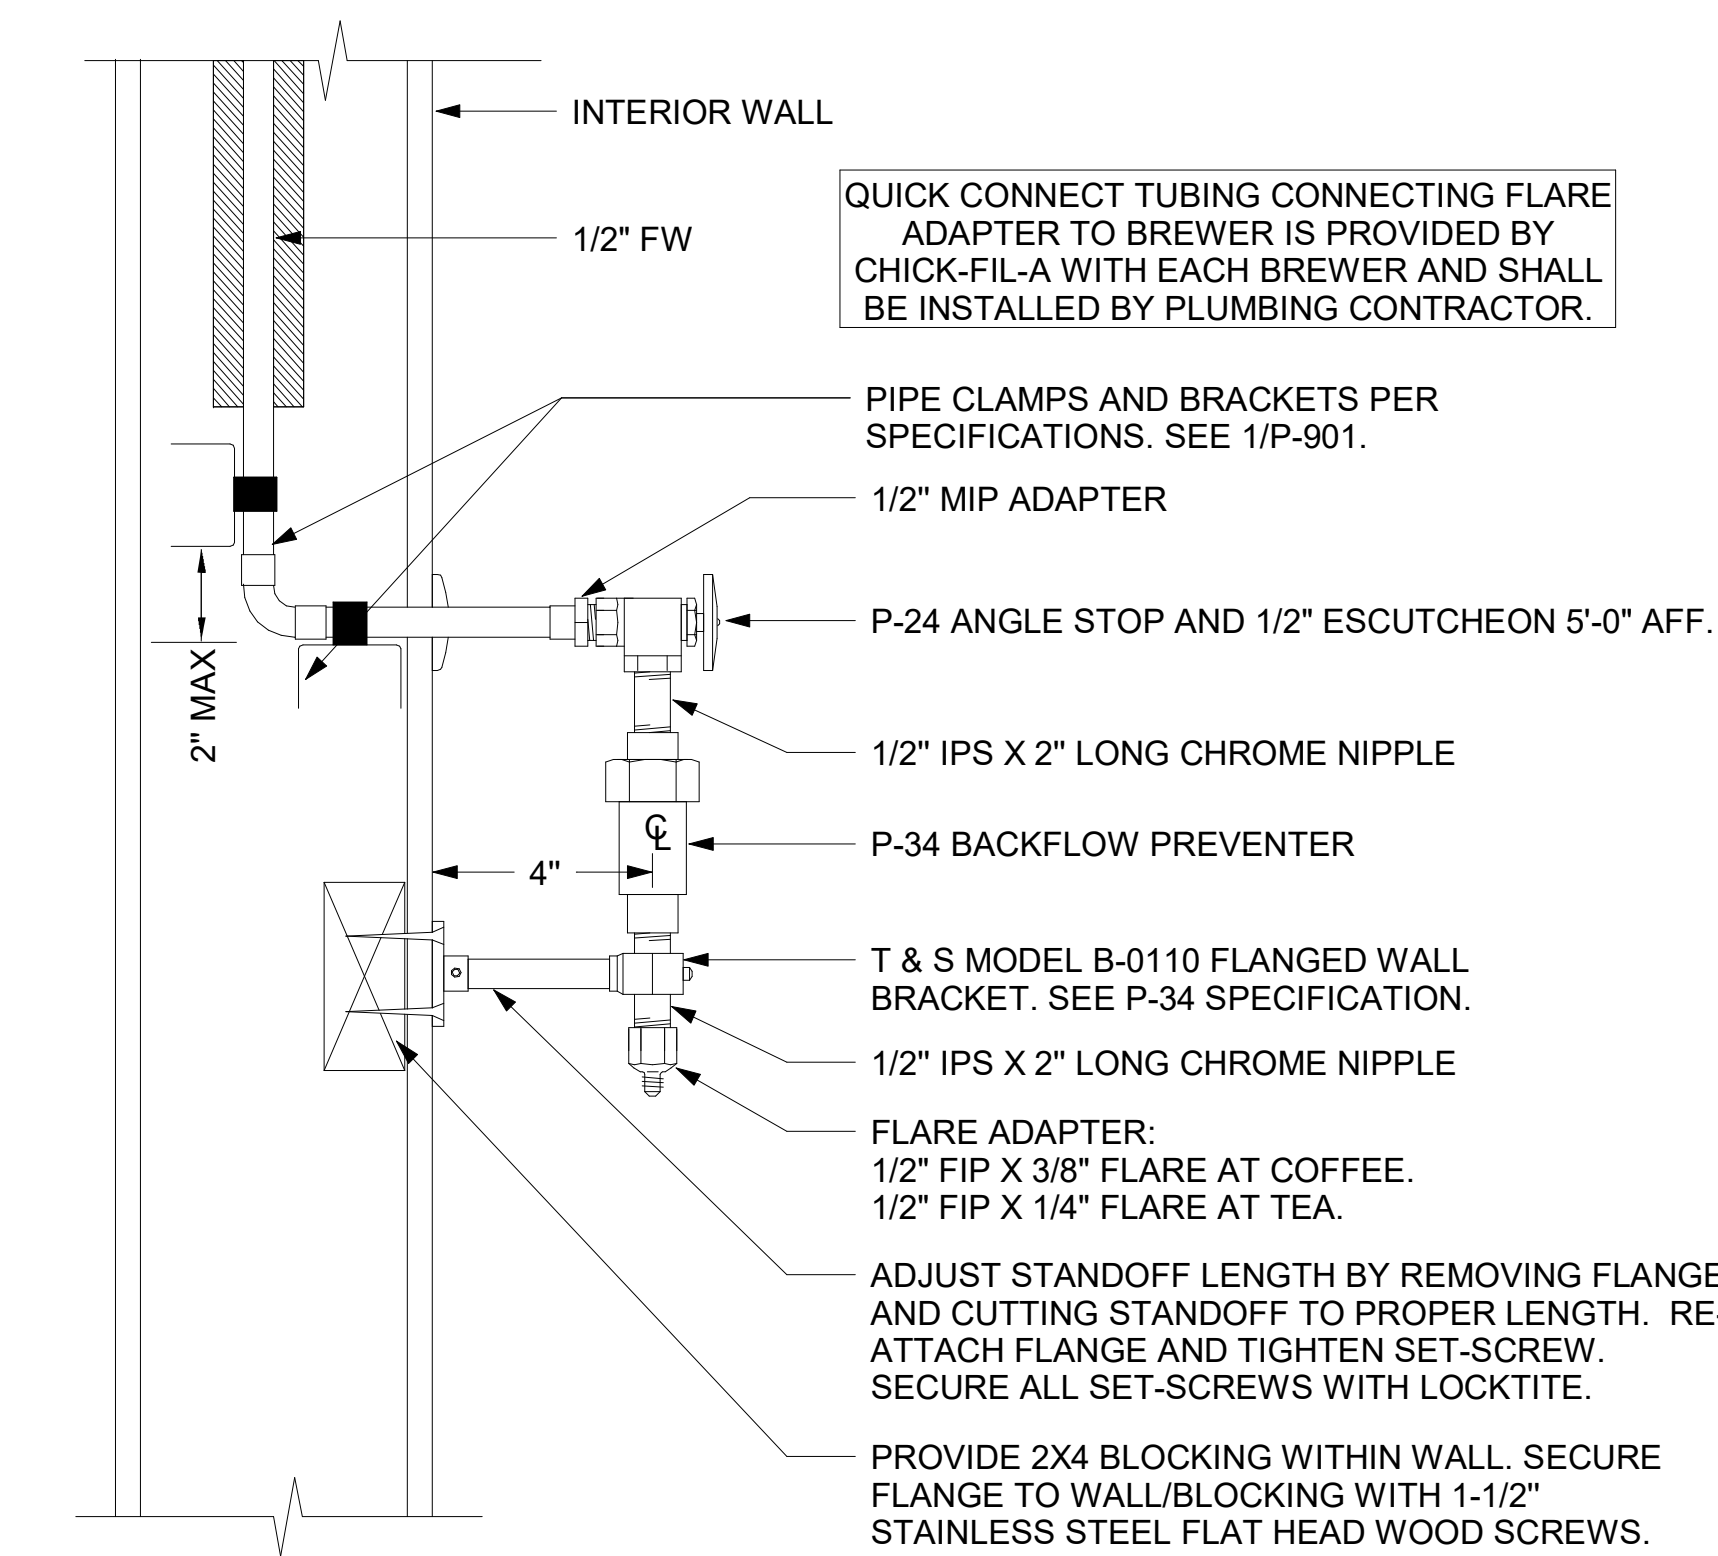 INTERIOR WALL
1/2" FW
QUICK CONNECT TUBING CONNECTING FLARE
ADAPTER TO BREWER IS PROVIDED BY
CHICK-FIL-A WITH EACH BREWER AND SHALL
BE INSTALLED BY PLUMBING CONTRACTOR.
PIPE CLAMPS AND BRACKETS PER
SPECIFICATIONS. SEE 1/P-901.
1/2" MIP ADAPTER
P-24 ANGLE STOP AND 1/2" ESCUTCHEON 5'-0" AFF.
2" MAX
1/2" IPS X 2" LONG CHROME NIPPLE
℄
P-34 BACKFLOW PREVENTER
4"
T & S MODEL B-0110 FLANGED WALL
BRACKET. SEE P-34 SPECIFICATION.
1/2" IPS X 2" LONG CHROME NIPPLE
FLARE ADAPTER:
1/2" FIP X 3/8" FLARE AT COFFEE.
1/2" FIP X 1/4" FLARE AT TEA.
ADJUST STANDOFF LENGTH BY REMOVING FLANGE
AND CUTTING STANDOFF TO PROPER LENGTH. RE-
ATTACH FLANGE AND TIGHTEN SET-SCREW.
SECURE ALL SET-SCREWS WITH LOCKTITE.
PROVIDE 2X4 BLOCKING WITHIN WALL. SECURE
FLANGE TO WALL/BLOCKING WITH 1-1/2"
STAINLESS STEEL FLAT HEAD WOOD SCREWS.